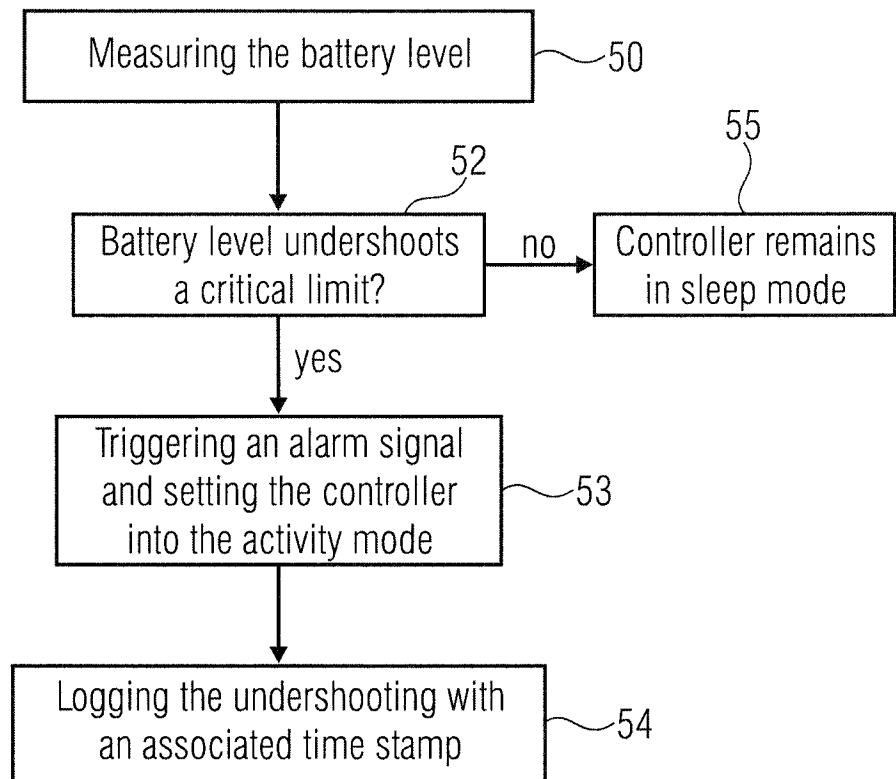 Measuring the battery level
50
52
55
Battery level undershoots
a critical limit?
no
Controller remains
in sleep mode
yes
Triggering an alarm signal
and setting the controller
into the activity mode
53
Logging the undershooting with
an associated time stamp
54